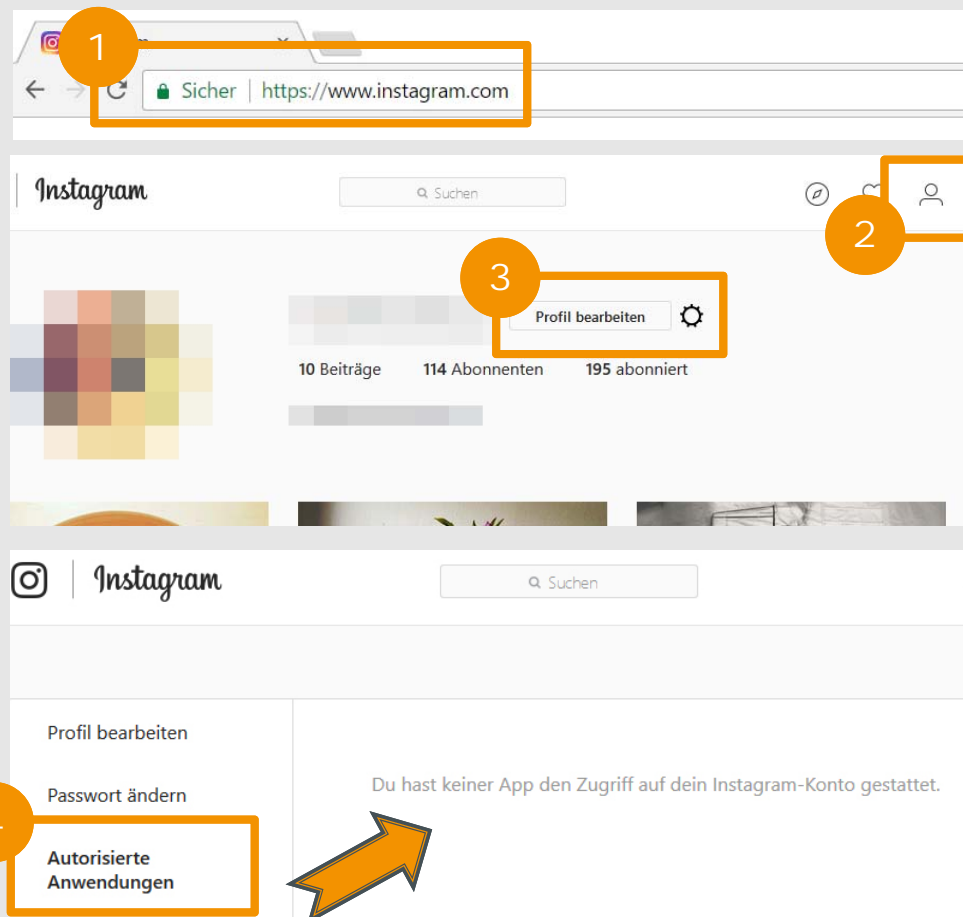 1
Sicher | https://www.instagram.com
Instagram
Suchen
2
3
Profil bearbeiten
10 Beiträge 114 Abonnenten 195 abonniert
Instagram
Suchen
Profil bearbeiten
Du hast keiner App den Zugriff auf dein Instagram-Konto gestattet.
Passwort ändern
Autorisierte
Anwendungen